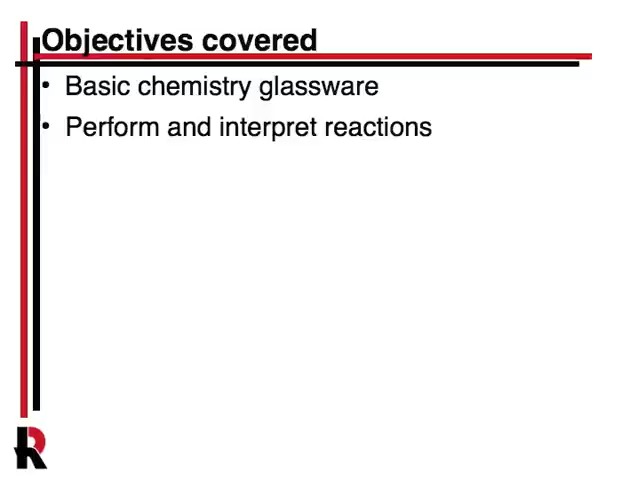 Objectives covered
• Basic chemistry glassware
• Perform and interpret reactions